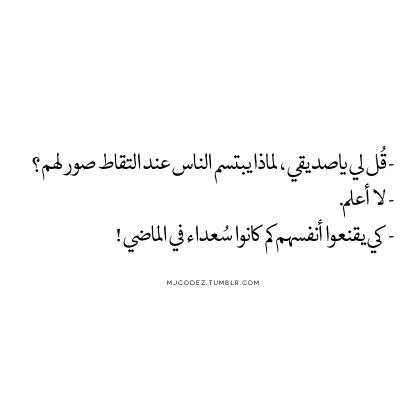 - قُل لي ياصديقي ، لماذا يبتسم الناس عند التقاط صور لهم ؟
- لا أعلم.
- كي يقنعوا أنفسهم كم كانوا سُعداء في الماضي !
MJCODEZ.TUMBLR.COM